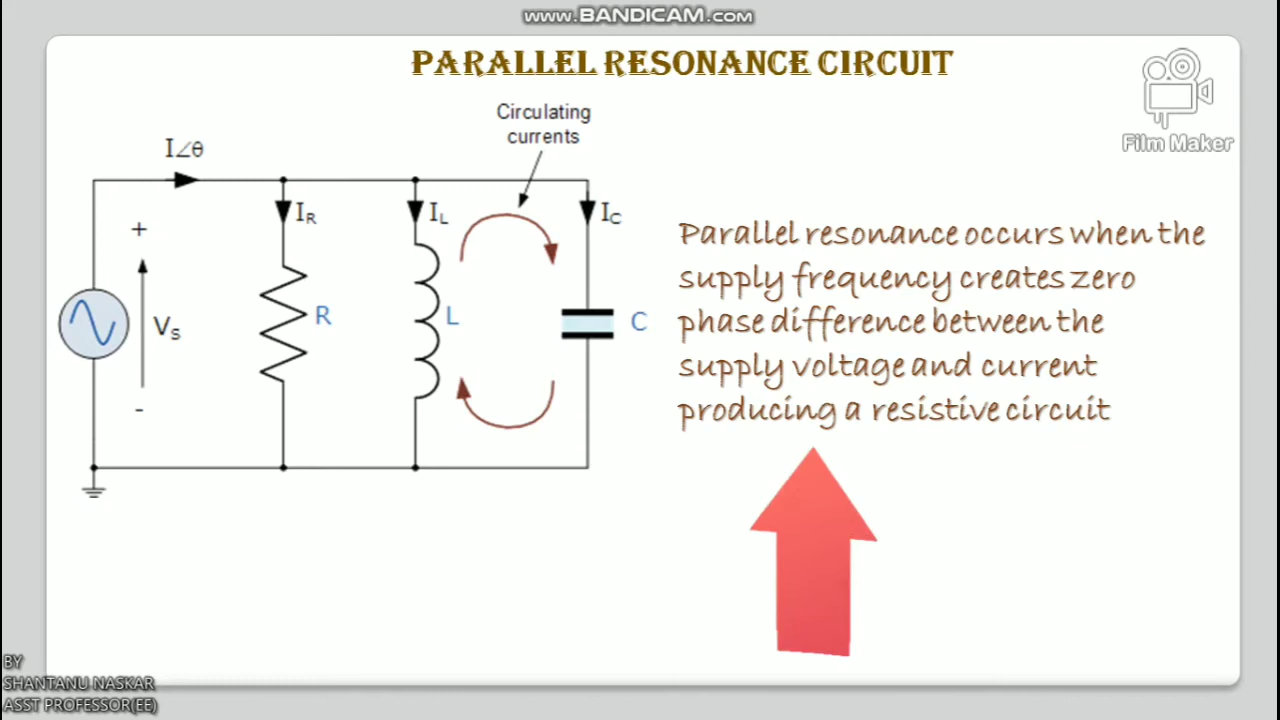 WWW.BANDICAM.COM
PARALLEL RESONANCE CIRCUIT
Film Maker
Circulating
currents
I∠θ
+
IR
IL
IC
VS
R
L
C
-
Parallel resonance occurs when the
supply frequency creates zero
phase difference between the
supply voltage and current
producing a resistive circuit
BY
SHANTANU NASKAR
ASST PROFESSOR(EE)